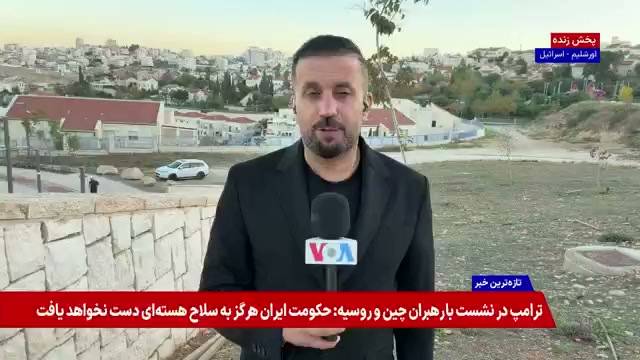 پخش زنده
اورشلیم - اسرائیل
VOA
تازه‌ترین خبر
ترامپ در نشست با رهبران چین و روسیه: حکومت ایران هرگز به سلاح هسته‌ای دست نخواهد یافت